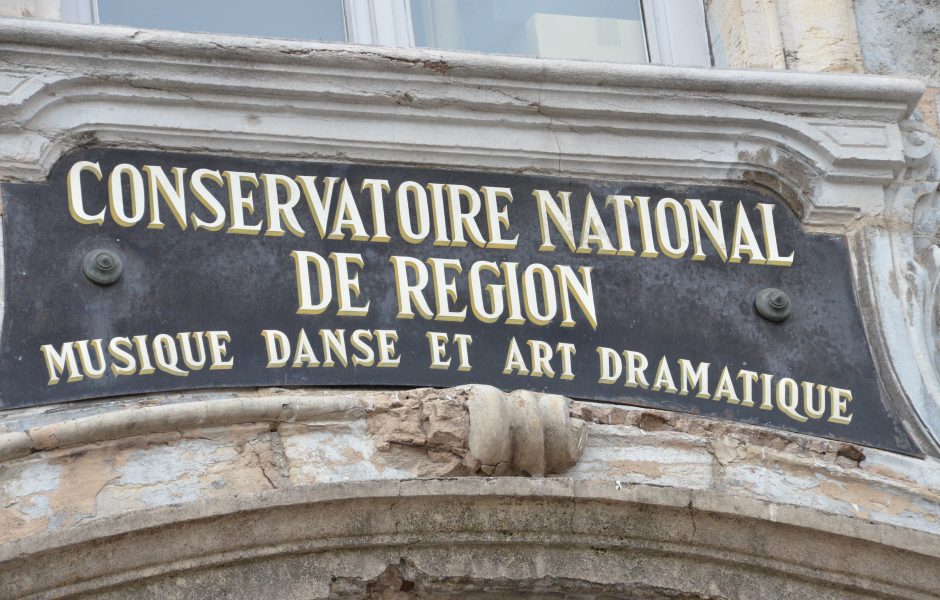 CONSERVATOIRE NATIONAL
DE REGION
MUSIQUE DANSE ET ART DRAMATIQUE